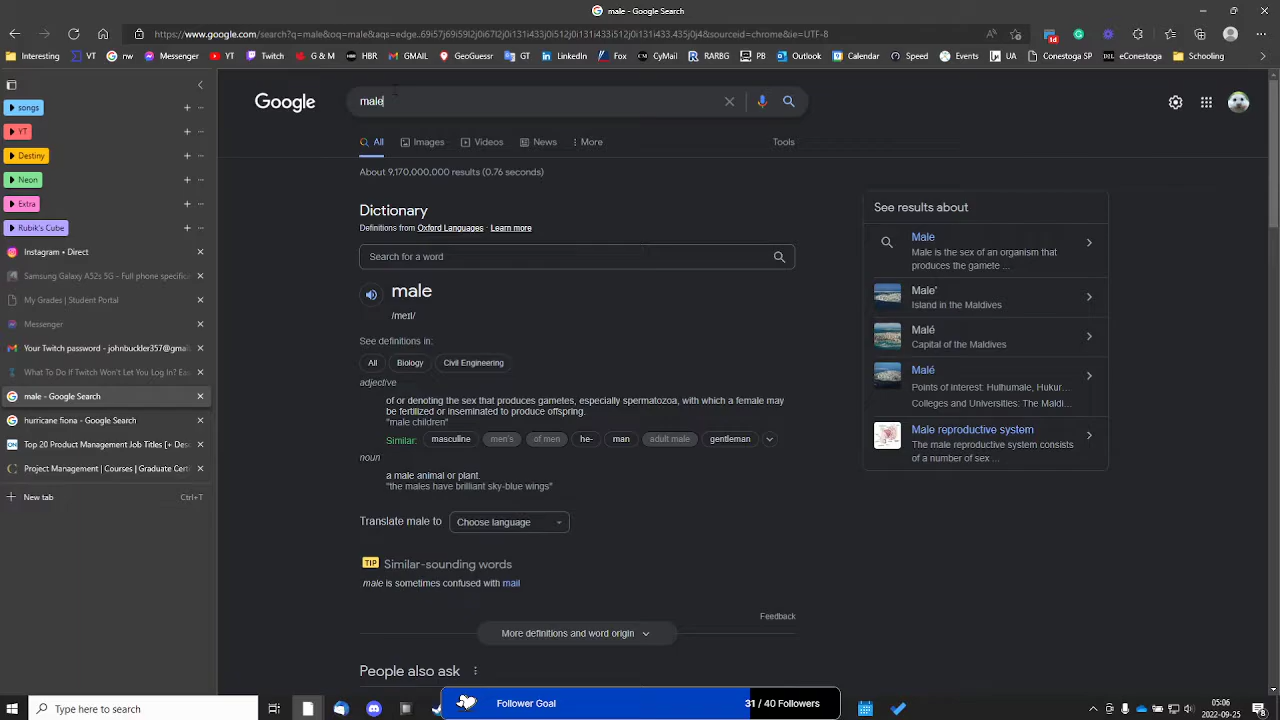 male - Google Search
https://www.google.com/search?q=male&oq=male&aqs=edge..69i57j69i59l2j0i67l2j0i131i433j0i512j0i131i433j0i512l2j0i131i433.435j0j4&sourceid=chrome&ie=UTF-8
Interesting VT rw Messenger YT Twitch G & M HBR GMAIL GeoGuessr GT LinkedIn Fox CyMail RARBG PB Outlook Calendar Speed Events UA Conestoga SP eConestoga Schooling
songs
YT
Destiny
Neon
Extra
Rubik's Cube
Instagram • Direct
Samsung Galaxy A52s 5G - Full phone specific
My Grades | Student Portal
Messenger
Your Twitch password - johnbuckler357@gmai
What To Do If Twitch Won't Let You Log In? Eas
male - Google Search
hurricane fiona - Google Search
Top 20 Product Management Job Titles [+ Des
Project Management | Courses | Graduate Certi
New tab Ctrl+T
Google
male
All Images Videos News More Tools
About 9,170,000,000 results (0.76 seconds)
Dictionary
Definitions from Oxford Languages · Learn more
Search for a word
male
/meɪl/
See definitions in:
All Biology Civil Engineering
adjective
of or denoting the sex that produces gametes, especially spermatozoa, with which a female may
be fertilized or inseminated to produce offspring.
"male children"
Similar: masculine men's of men he- man adult male gentleman
noun
a male animal or plant.
"the males have brilliant sky-blue wings"
Translate male to Choose language
TIP Similar-sounding words
male is sometimes confused with mail
Feedback
More definitions and word origin
People also ask
See results about
Male
Male is the sex of an organism that
produces the gamete ...
Male'
Island in the Maldives
Malé
Capital of the Maldives
Malé
Points of Interest: Hulhumale, Hukur...
Colleges and Universities: The Maldi...
Male reproductive system
The male reproductive system consists
of a number of sex ...
Type here to search
Follower Goal 31 / 40 Followers
05:06
2022-09-25